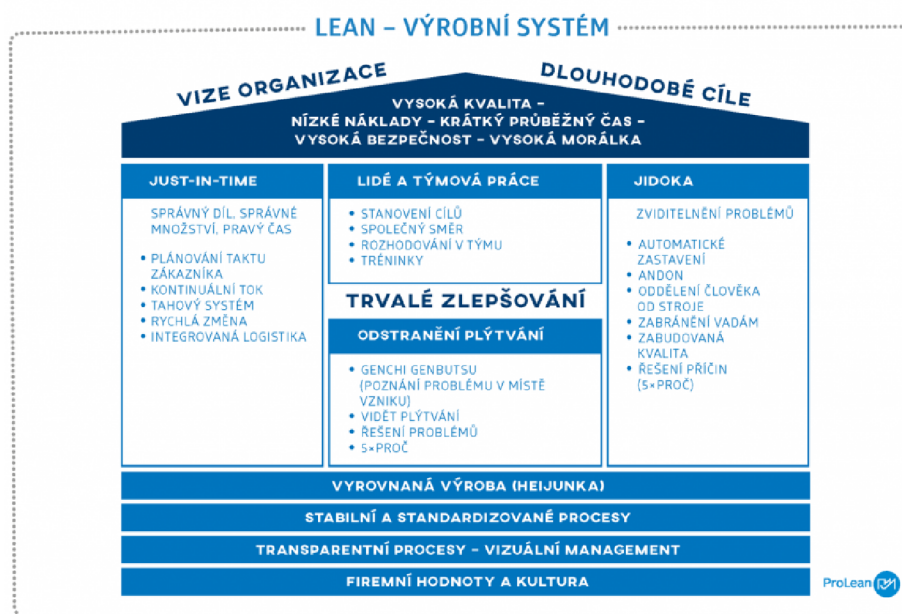 LEAN – VÝROBNÍ SYSTÉM
VIZE ORGANIZACE
DLOUHODOBÉ CÍLE
VYSOKÁ KVALITA –
NÍZKÉ NÁKLADY – KRÁTKÝ PRŮBĚŽNÝ ČAS –
VYSOKÁ BEZPEČNOST – VYSOKÁ MORÁLKA
JUST-IN-TIME
SPRÁVNÝ DÍL, SPRÁVNÉ
MNOŽSTVÍ, PRAVÝ ČAS
• PLÁNOVÁNÍ TAKTU
ZÁKAZNÍKA
• KONTINUÁLNÍ TOK
• TAHOVÝ SYSTÉM
• RYCHLÁ ZMĚNA
• INTEGROVANÁ LOGISTIKA
LIDÉ A TÝMOVÁ PRÁCE
• STANOVENÍ CÍLŮ
• SPOLEČNÝ SMĚR
• ROZHODOVÁNÍ V TÝMU
• TRÉNINKY
TRVALÉ ZLEPŠOVÁNÍ
ODSTRANĚNÍ PLÝTVÁNÍ
• GENCHI GENBUTSU
(POZNÁNÍ PROBLÉMU V MÍSTĚ
VZNIKU)
• VIDĚT PLÝTVÁNÍ
• ŘEŠENÍ PROBLÉMŮ
• 5×PROČ
JIDOKA
ZVIDITELNĚNÍ PROBLÉMŮ
• AUTOMATICKÉ
ZASTAVENÍ
• ANDON
• ODDĚLENÍ ČLOVĚKA
OD STROJE
• ZABRÁNĚNÍ VADÁM
• ZABUDOVANÁ
KVALITA
• ŘEŠENÍ PŘÍČIN
(5×PROČ)
VYROVNANÁ VÝROBA (HEIJUNKA)
STABILNÍ A STANDARDIZOVANÉ PROCESY
TRANSPARENTNÍ PROCESY – VIZUÁLNÍ MANAGEMENT
FIREMNÍ HODNOTY A KULTURA
ProLean